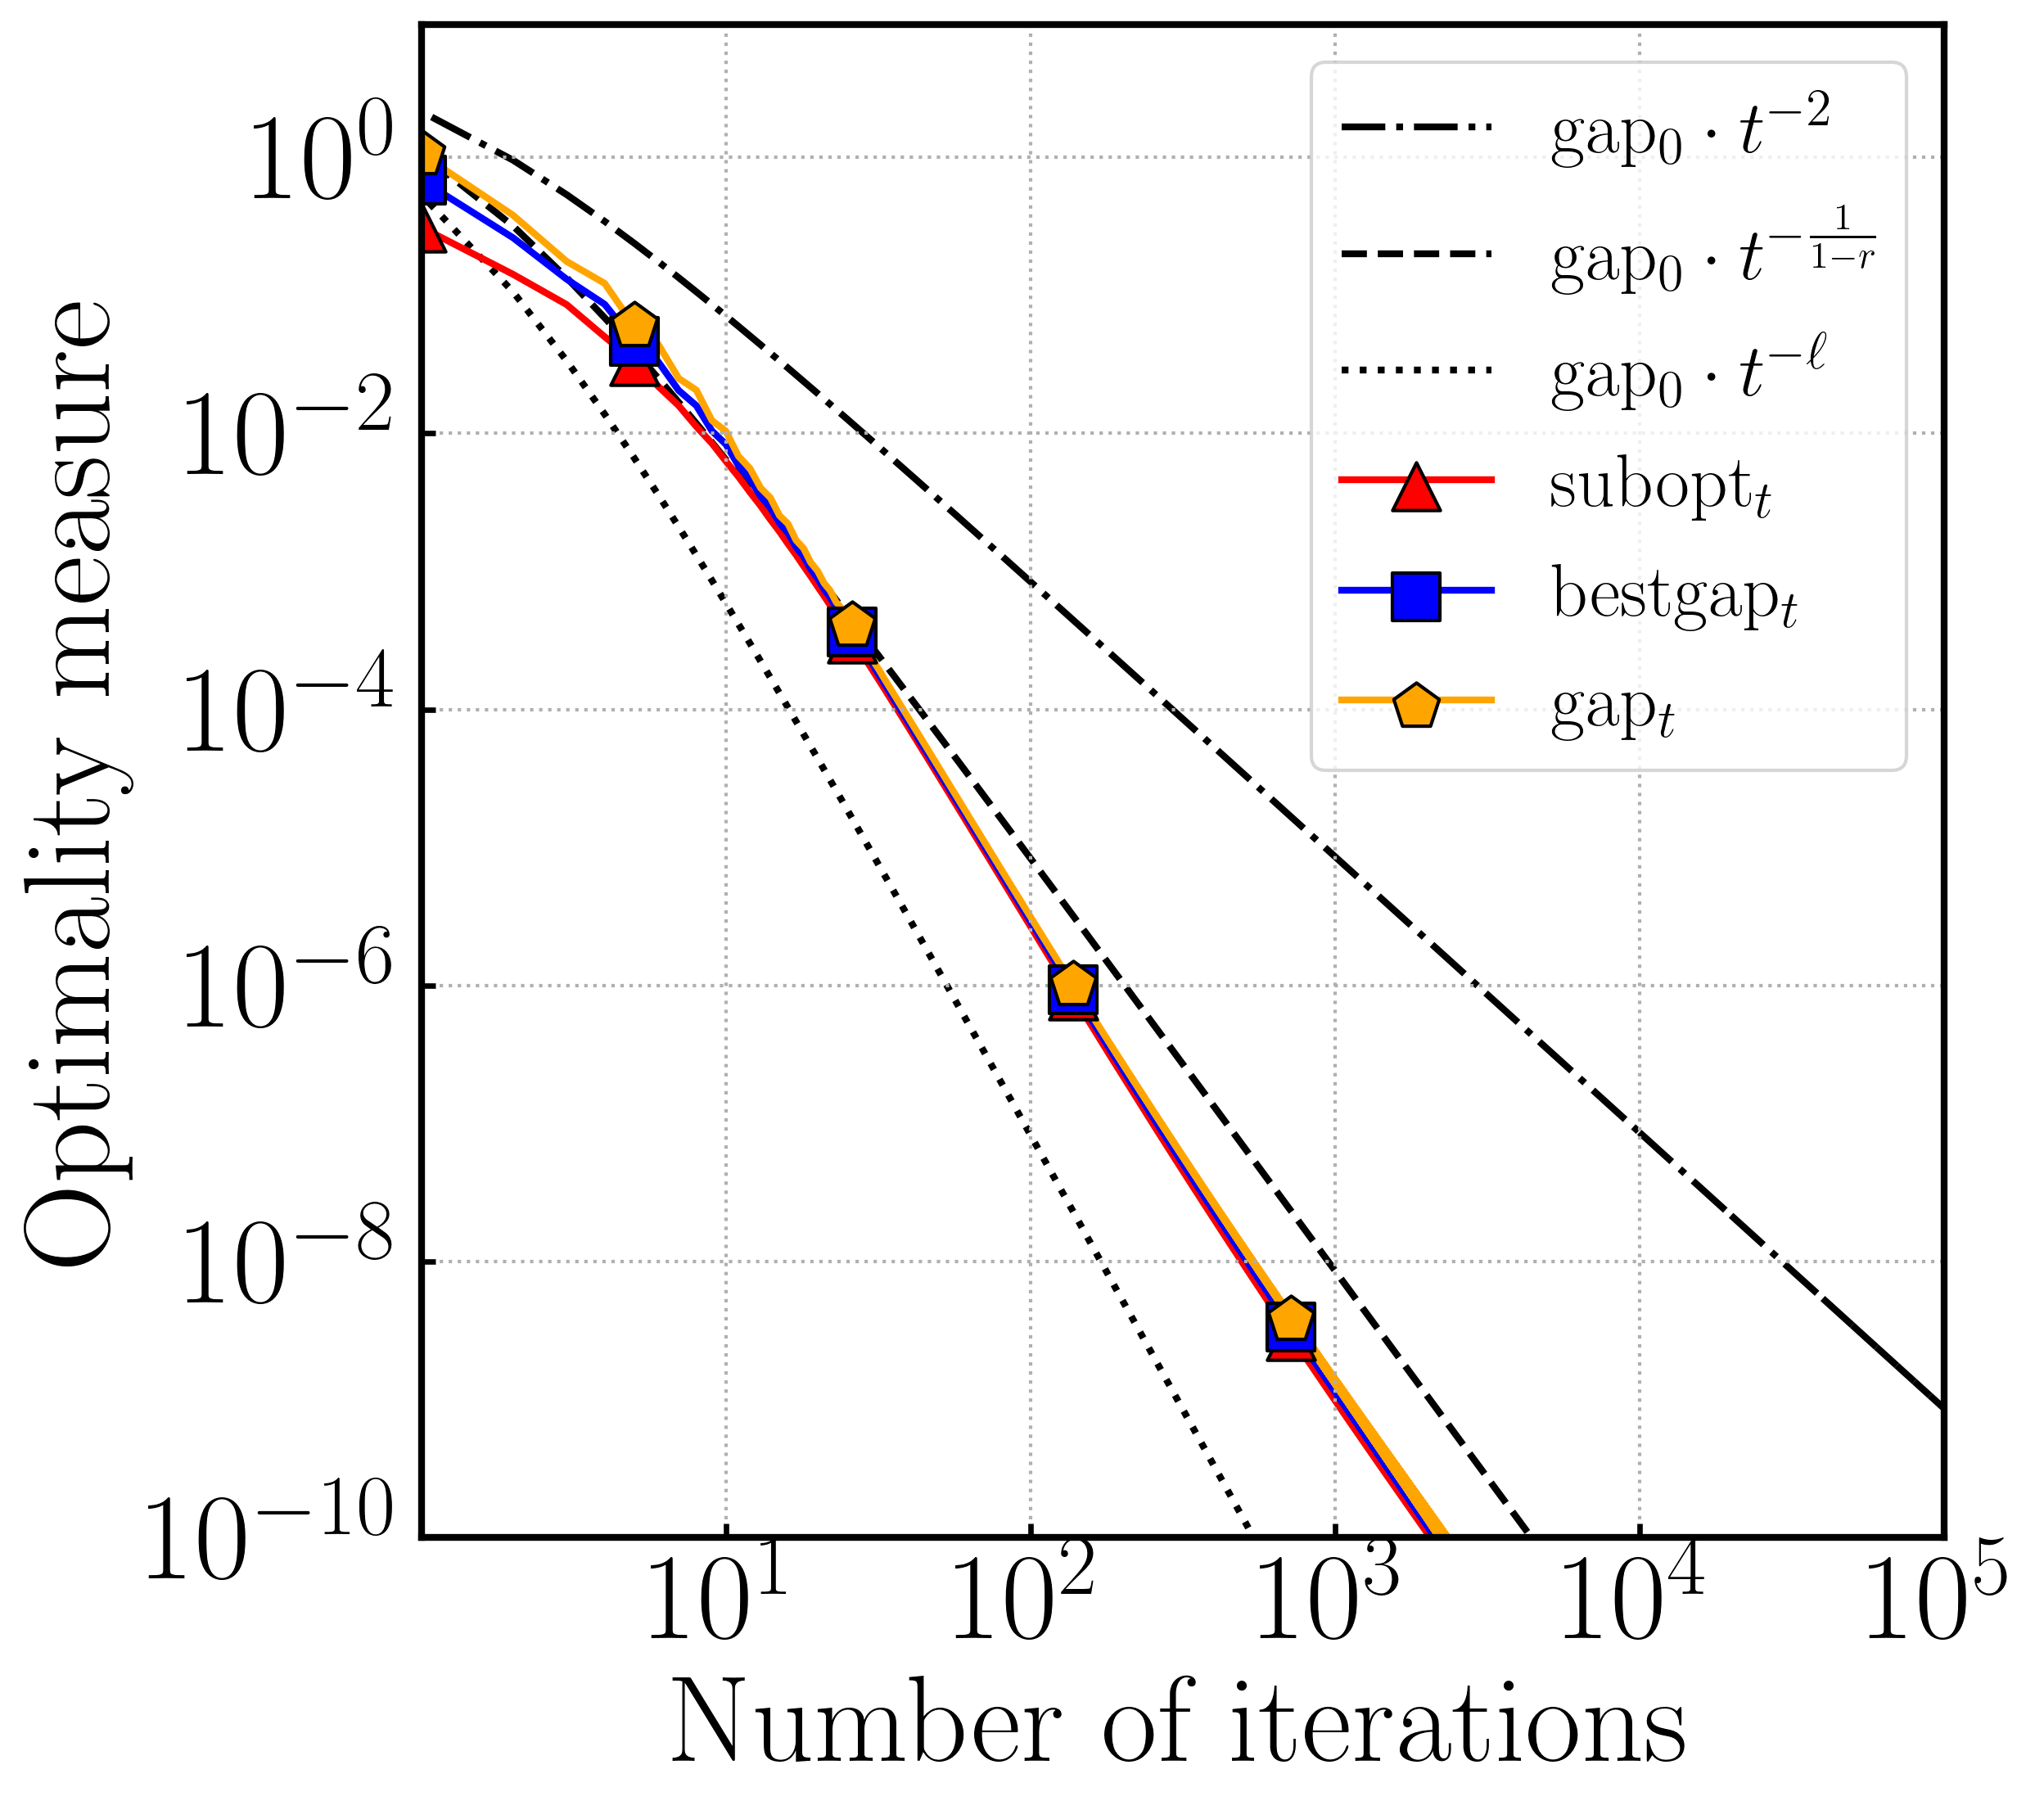 Optimality measure
10⁰
10⁻²
10⁻⁴
10⁻⁶
10⁻⁸
10⁻¹⁰
gap₀ · t⁻²
gap₀ · t^{-\frac{1}{1-r}}
gap₀ · t^{-ℓ}
subopt_t
bestgap_t
gap_t
10¹ 10² 10³ 10⁴ 10⁵
Number of iterations